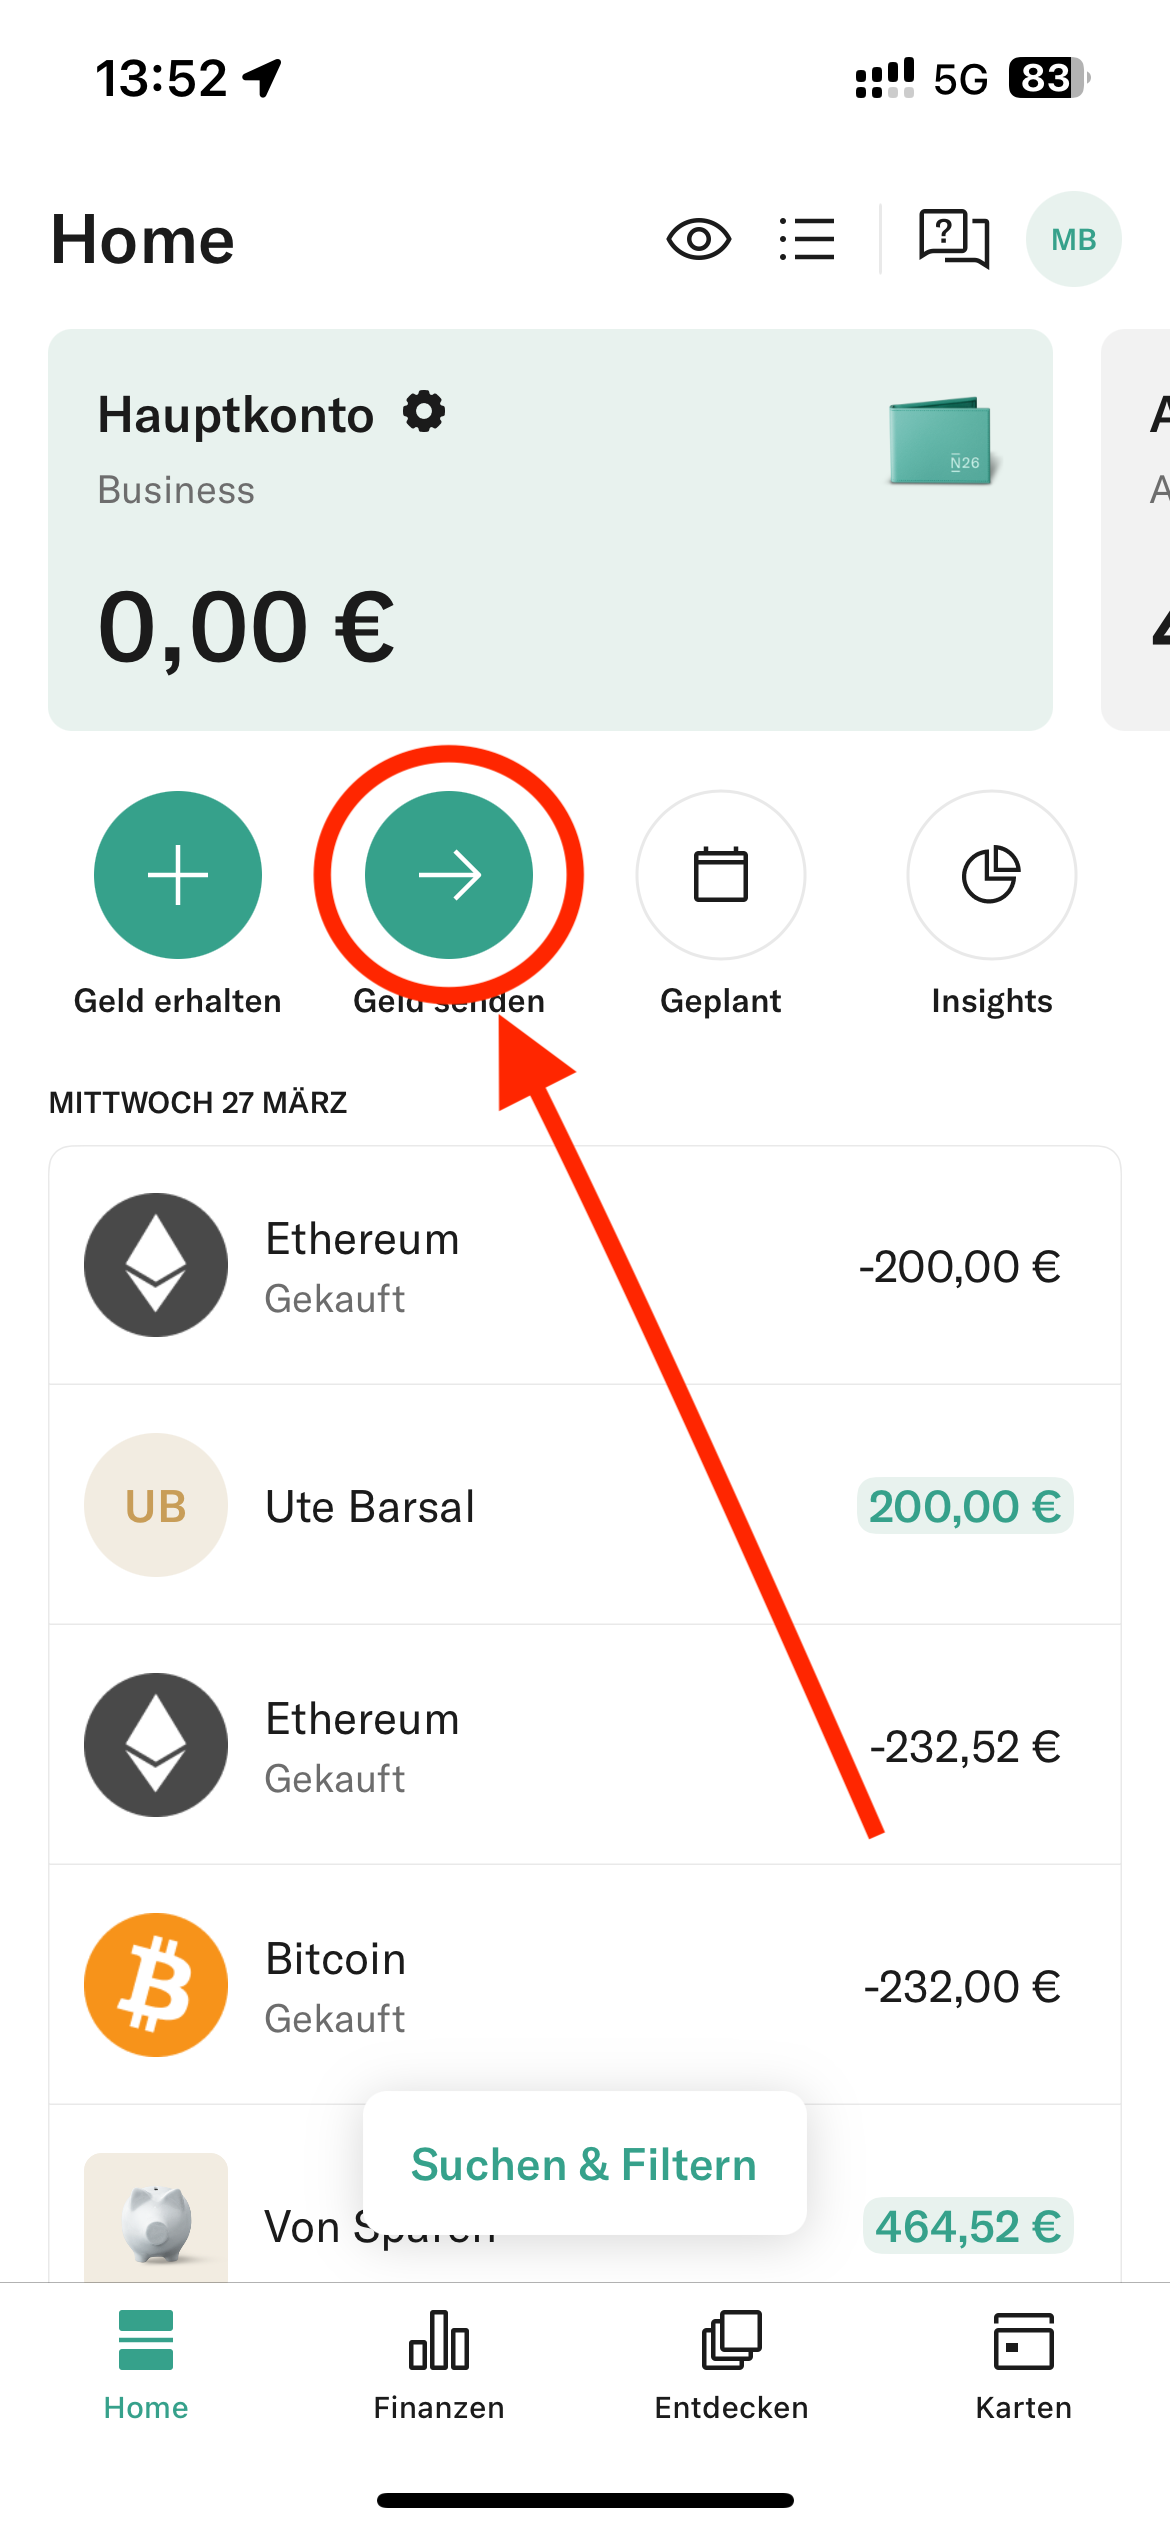 13:52 5G 83
Home ? MB
Hauptkonto
Business
N26
0,00 €
A
A
4
Geld erhalten Geld senden Geplant Insights
MITTWOCH 27 MÄRZ
Ethereum
Gekauft
-200,00 €
UB Ute Barsal 200,00 €
Ethereum
Gekauft
-232,52 €
Bitcoin
Gekauft
-232,00 €
Suchen & Filtern
Von Sparen 464,52 €
Home Finanzen Entdecken Karten